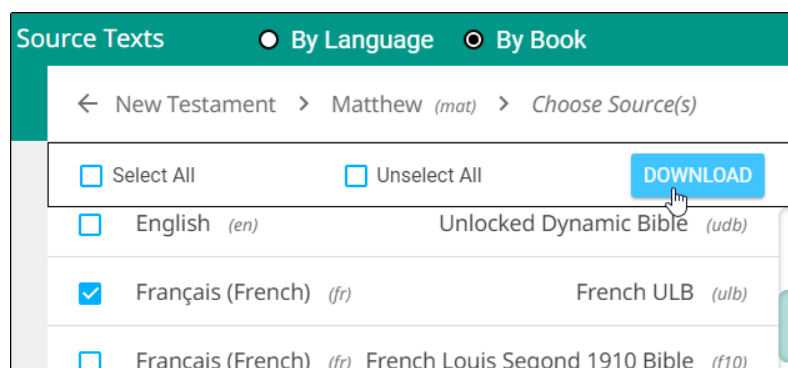 Source Texts By Language By Book
← New Testament > Matthew (mat) > Choose Source(s)
Select All Unselect All DOWNLOAD
English (en) Unlocked Dynamic Bible (udb)
Français (French) (fr) French ULB (ulb)
Français (French) (fr) French Louis Segond 1910 Bible (f10)